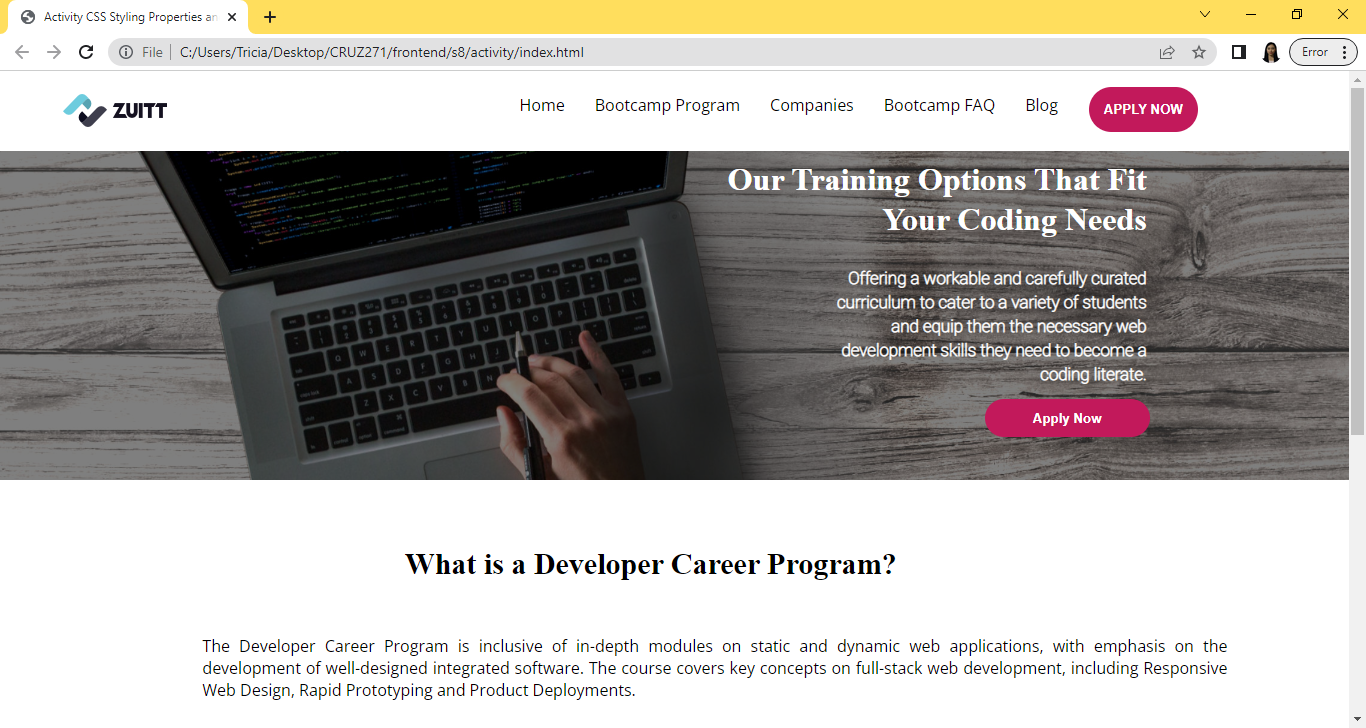 Activity CSS Styling Properties an
File
C:/Users/Tricia/Desktop/CRUZ271/frontend/s8/activity/index.html
Error
ZUITT
Home
Bootcamp Program
Companies
Bootcamp FAQ
Blog
APPLY NOW
Our Training Options That Fit
Your Coding Needs
Offering a workable and carefully curated
curriculum to cater to a variety of students
and equip them the necessary web
development skills they need to become a
coding literate.
Apply Now
What is a Developer Career Program?
The Developer Career Program is inclusive of in-depth modules on static and dynamic web applications, with emphasis on the
development of well-designed integrated software. The course covers key concepts on full-stack web development, including Responsive
Web Design, Rapid Prototyping and Product Deployments.